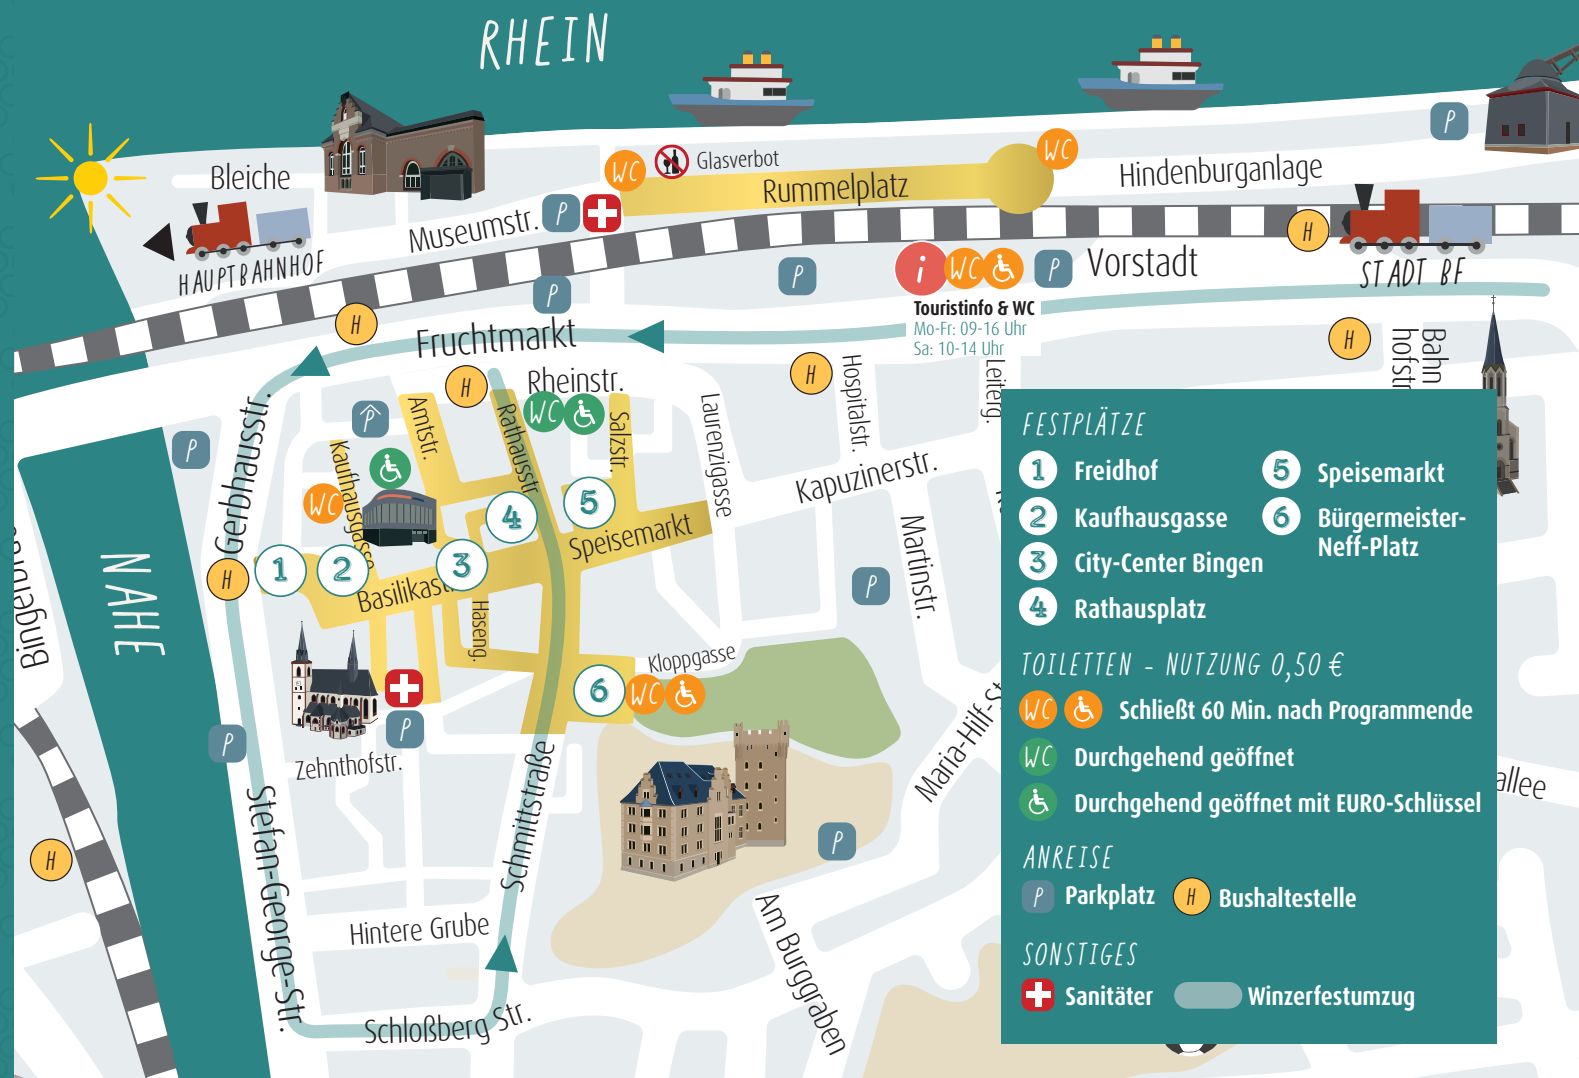 RHEIN
Bleiche
HAUPTBAHNHOF
Museumstr.
P
WC
Glasverbot
Rummelplatz
WC
Hindenburganlage
P
H
STADT BF
P
P
i
WC
P
Vorstadt
Touristinfo & WC
Mo-Fr: 09-16 Uhr
Sa: 10-14 Uhr
H
Fruchtmarkt
H
Rheinstr.
WC
H
H
Hospitalstr.
Leiterg.
Bahn
hofstr
P
P
Gerbhausstr.
Amtstr.
Rathausstr
Salzstr.
Laurenzigasse
Kapuzinerstr.
Kaufhausgasse
WC
4
5
Speisemarkt
Martinstr.
NAHE
H
1
2
3
Basilikast
Haseng.
P
Kloppgasse
6
WC
P
P
Zehnthofstr.
Maria-Hilf-St
allee
Stefan-George-Str.
Schmittstraße
P
H
Hintere Grube
Am Burggraben
Schloßberg Str.
FESTPLÄTZE
1 Freidhof
2 Kaufhausgasse
3 City-Center Bingen
4 Rathausplatz
5 Speisemarkt
6 Bürgermeister-
Neff-Platz
TOILETTEN - NUTZUNG 0,50 €
WC Schließt 60 Min. nach Programmende
WC Durchgehend geöffnet
Durchgehend geöffnet mit EURO-Schlüssel
ANREISE
P Parkplatz H Bushaltestelle
SONSTIGES
Sanitäter Winzerfestumzug